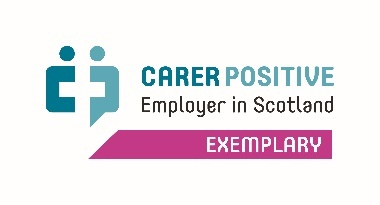 CARER POSITIVE
Employer in Scotland
EXEMPLARY